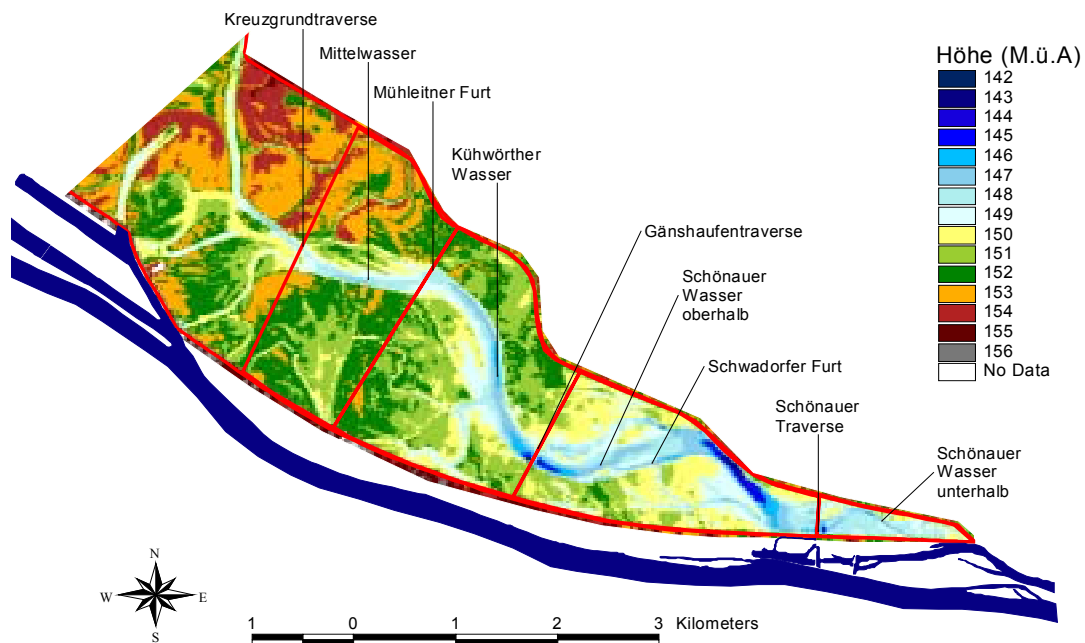 Kreuzgrundtraverse
Mittelwasser
Mühleitner Furt
Kühwörther
Wasser
Gänshaufentraverse
Schönauer
Wasser
oberhalb
Schwadorfer Furt
Schönauer
Traverse
Schönauer
Wasser
unterhalb
Höhe (M.ü.A)
142
143
144
145
146
147
148
149
150
151
152
153
154
155
156
No Data
N
W
E
S
1 0 1 2 3 Kilometers